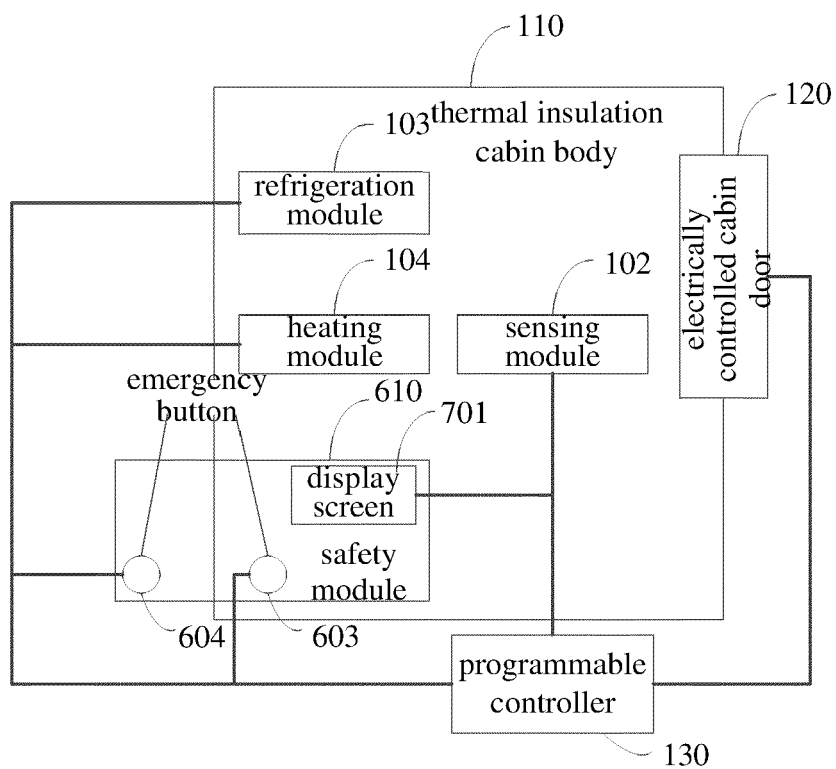 110
120
103
thermal insulation
cabin body
refrigeration
module
electrically
controlled cabin
door
104
102
heating
module
sensing
module
emergency
button
610
701
display
screen
safety
module
604
603
programmable
controller
130